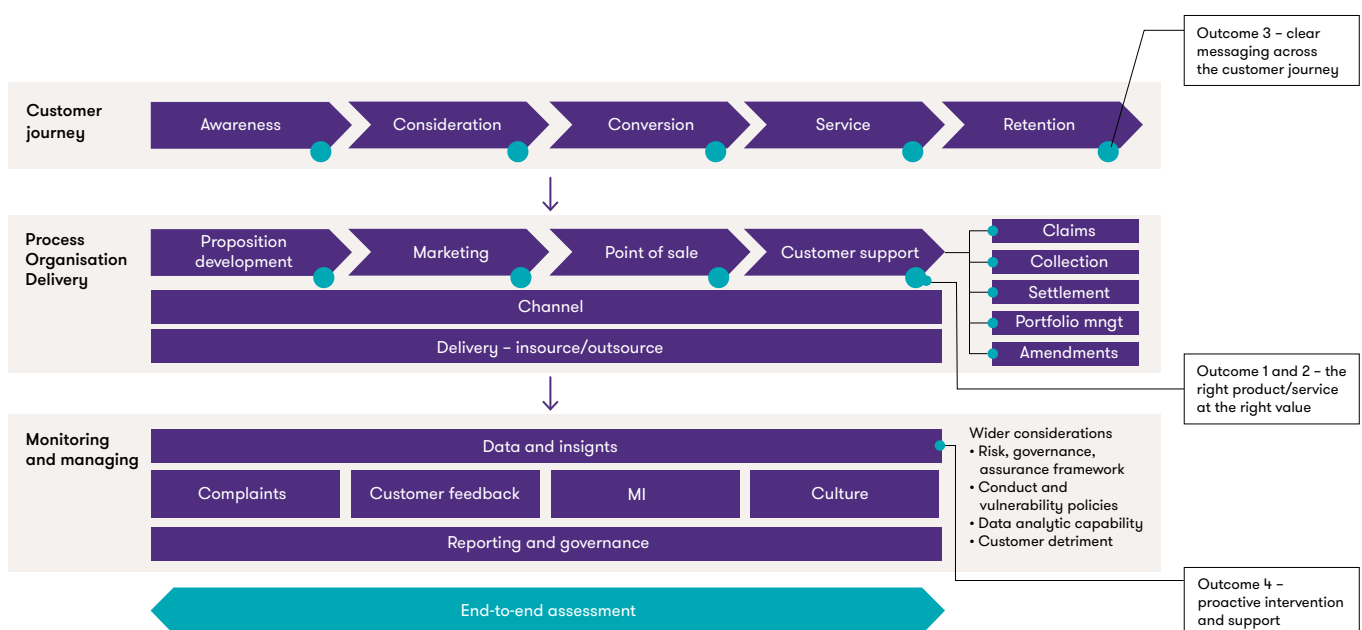 Outcome 3 – clear
messaging across
the customer journey
Customer
journey
Awareness
Consideration
Conversion
Service
Retention
Process
Organisation
Delivery
Proposition
development
Marketing
Point of sale
Customer support
Claims
Collection
Settlement
Portfolio mngt
Amendments
Channel
Delivery – insource/outsource
Outcome 1 and 2 – the
right product/service
at the right value
Monitoring
and managing
Data and insignts
Complaints
Customer feedback
MI
Culture
Reporting and governance
Wider considerations
• Risk, governance,
assurance framework
• Conduct and
vulnerability policies
• Data analytic capability
• Customer detriment
Outcome 4 –
proactive intervention
and support
End-to-end assessment